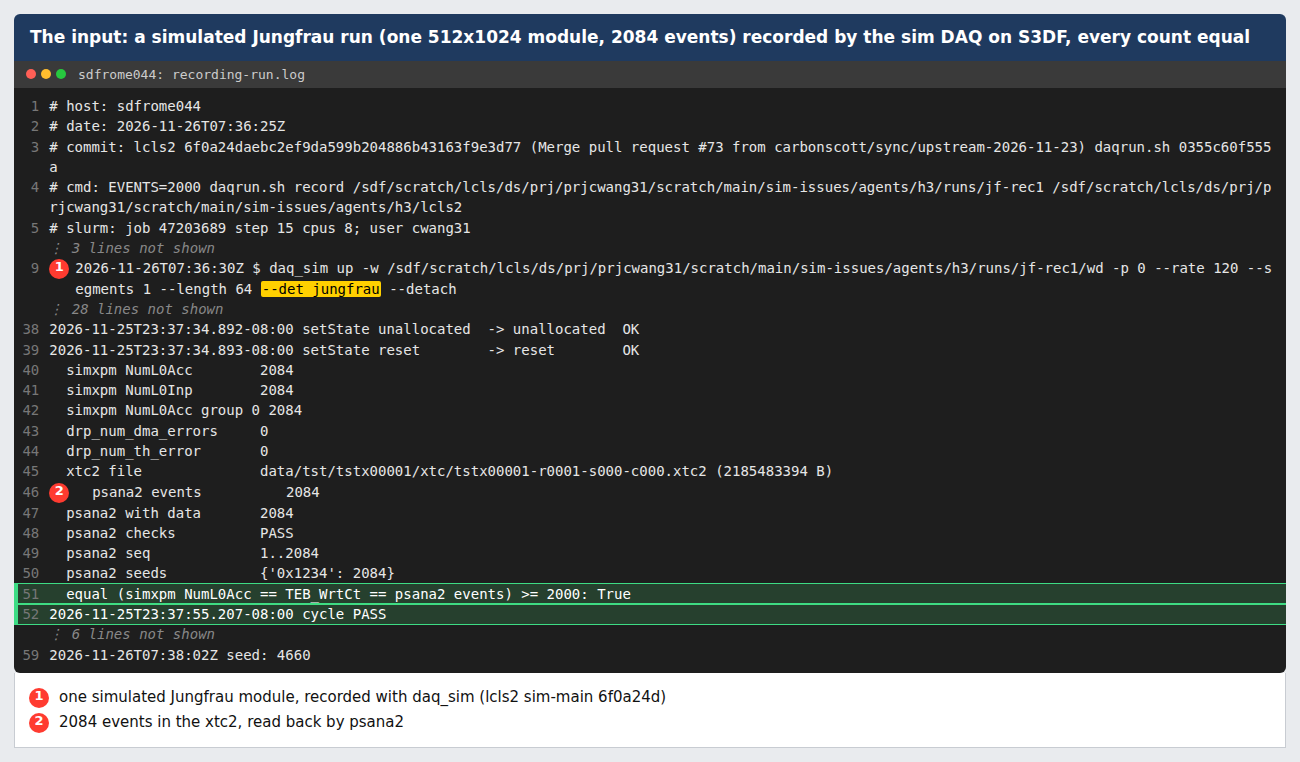 The input: a simulated Jungfrau run (one 512x1024 module, 2084 events) recorded by the sim DAQ on S3DF, every count equal
sdfrome044: recording-run.log
1 # host: sdfrome044
2 # date: 2026-11-26T07:36:25Z
3 # commit: lcls2 6f0a24daebc2ef9da599b204886b43163f9e3d77 (Merge pull request #73 from carbonscott/sync/upstream-2026-11-23) daqrun.sh 0355c60f555
a
4 # cmd: EVENTS=2000 daqrun.sh record /sdf/scratch/lcls/ds/prj/prjcwang31/scratch/main/sim-issues/agents/h3/runs/jf-rec1 /sdf/scratch/lcls/ds/prj/p
rjcwang31/scratch/main/sim-issues/agents/h3/lcls2
5 # slurm: job 47203689 step 15 cpus 8; user cwang31
⋮ 3 lines not shown
9 1 2026-11-26T07:36:30Z $ daq_sim up -w /sdf/scratch/lcls/ds/prj/prjcwang31/scratch/main/sim-issues/agents/h3/runs/jf-rec1/wd -p 0 --rate 120 --s
egments 1 --length 64 --det jungfrau --detach
⋮ 28 lines not shown
38 2026-11-25T23:37:34.892-08:00 setState unallocated  -> unallocated  OK
39 2026-11-25T23:37:34.893-08:00 setState reset        -> reset        OK
40   simxpm NumL0Acc        2084
41   simxpm NumL0Inp        2084
42   simxpm NumL0Acc group 0 2084
43   drp_num_dma_errors     0
44   drp_num_th_error       0
45   xtc2 file              data/tst/tstx00001/xtc/tstx00001-r0001-s000-c000.xtc2 (2185483394 B)
46 2   psana2 events          2084
47   psana2 with data       2084
48   psana2 checks          PASS
49   psana2 seq             1..2084
50   psana2 seeds           {'0x1234': 2084}
51   equal (simxpm NumL0Acc == TEB_WrtCt == psana2 events) >= 2000: True
52 2026-11-25T23:37:55.207-08:00 cycle PASS
⋮ 6 lines not shown
59 2026-11-26T07:38:02Z seed: 4660
1 one simulated Jungfrau module, recorded with daq_sim (lcls2 sim-main 6f0a24d)
2 2084 events in the xtc2, read back by psana2